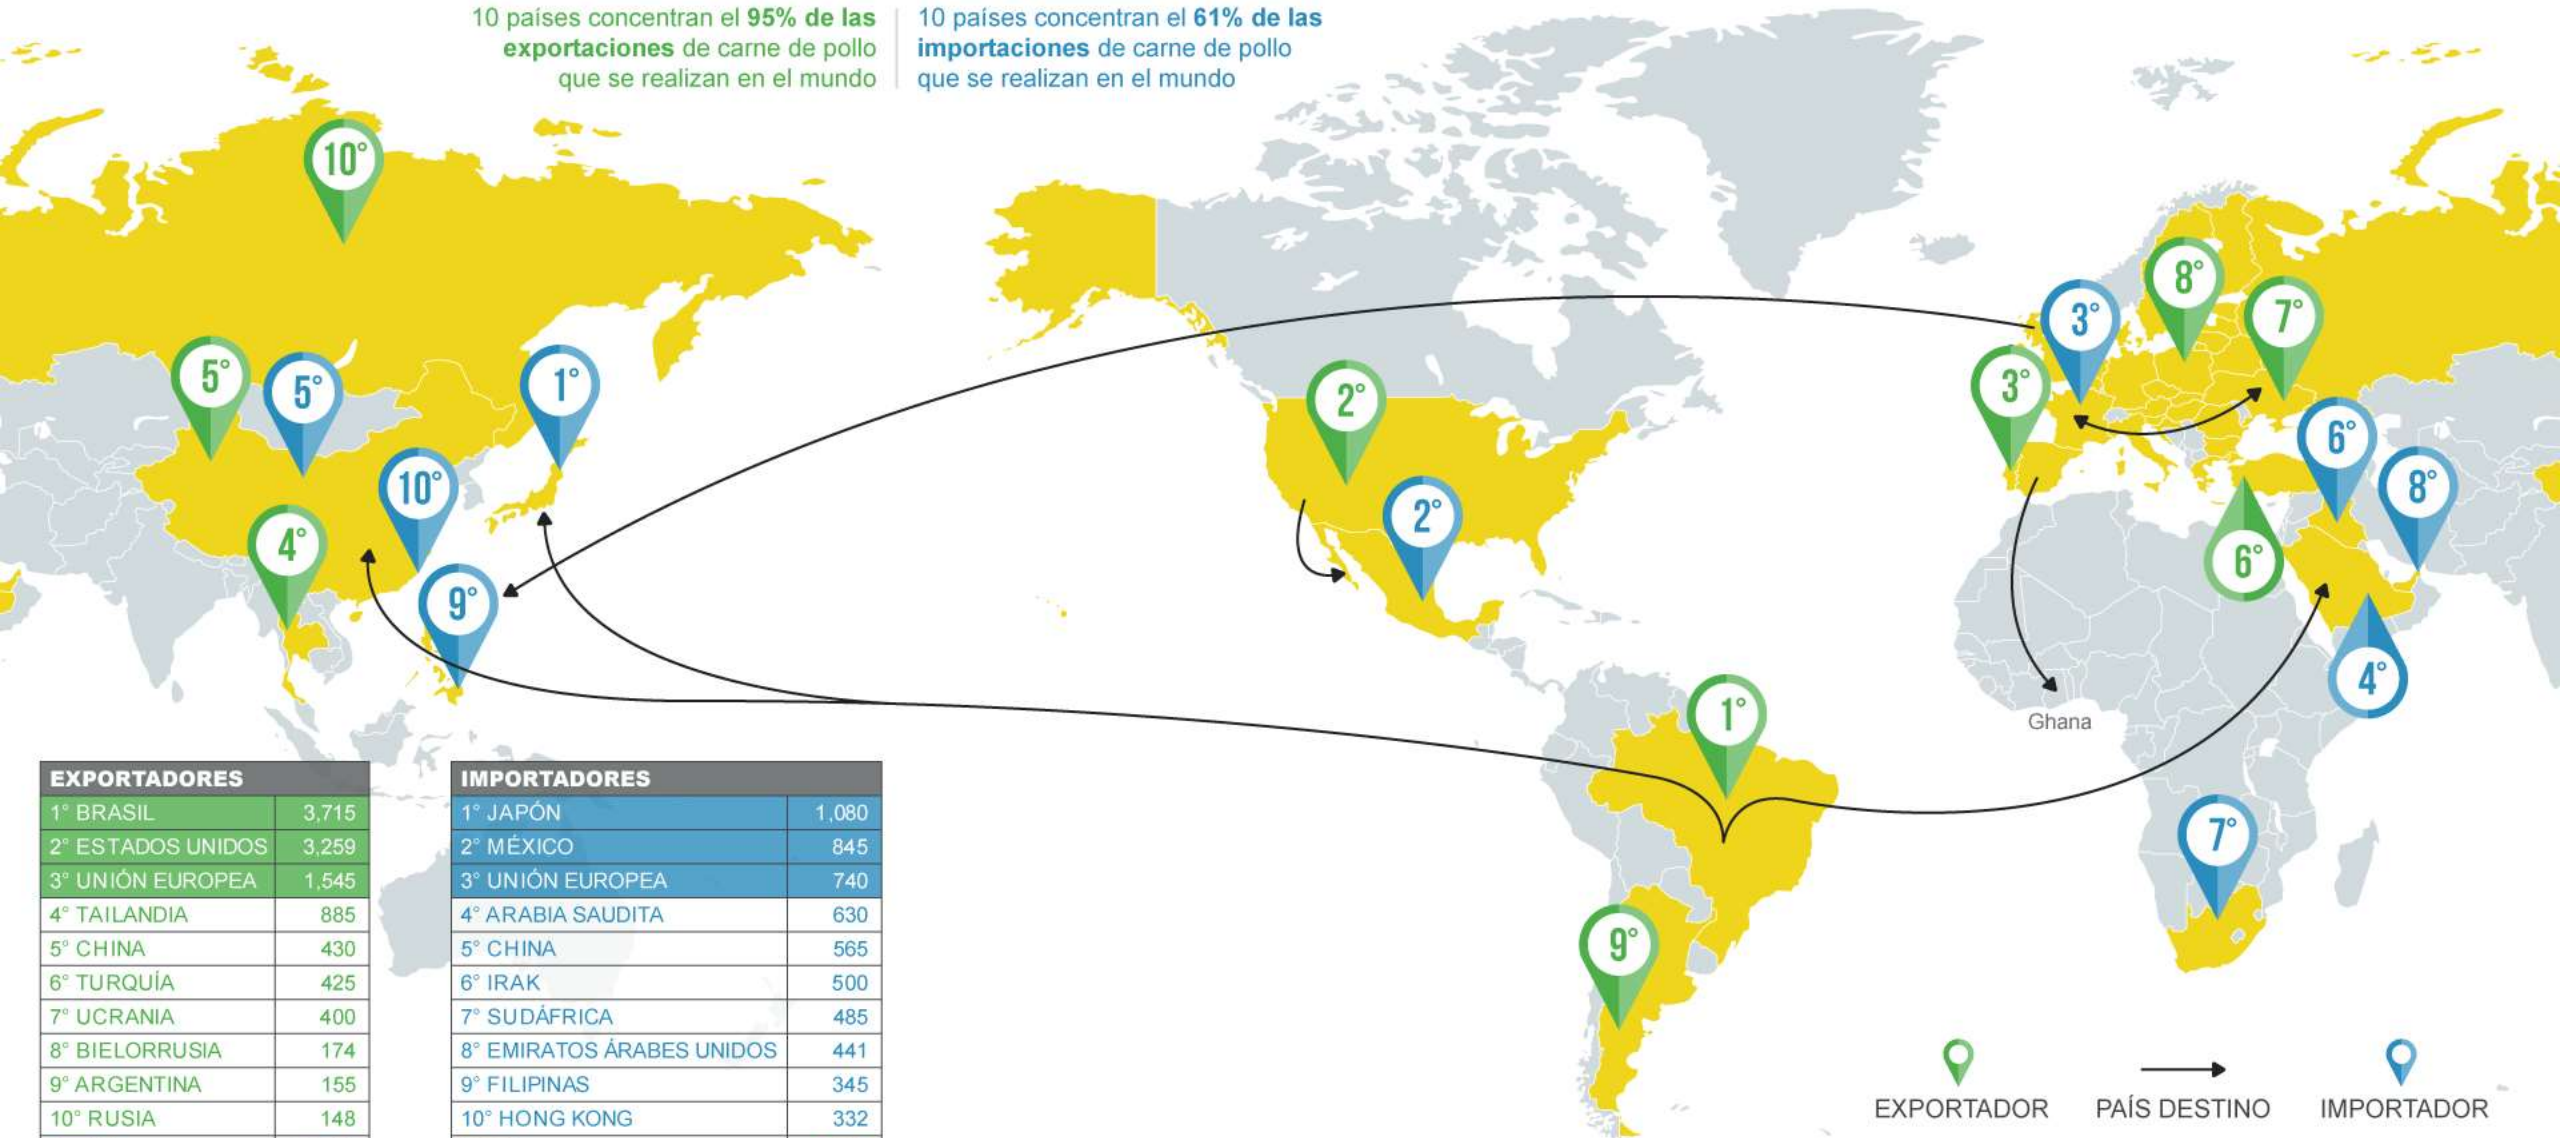 10 países concentran el 95% de las
exportaciones de carne de pollo
que se realizan en el mundo
10 países concentran el 61% de las
importaciones de carne de pollo
que se realizan en el mundo
10°
5°
5°
1°
10°
4°
9°
2°
2°
1°
9°
3°
3°
8°
7°
6°
8°
6°
4°
Ghana
7°
EXPORTADORES
1° BRASIL 3,715
2° ESTADOS UNIDOS 3,259
3° UNIÓN EUROPEA 1,545
4° TAILANDIA 885
5° CHINA 430
6° TURQUÍA 425
7° UCRANIA 400
8° BIELORRUSIA 174
9° ARGENTINA 155
10° RUSIA 148
IMPORTADORES
1° JAPÓN 1,080
2° MÉXICO 845
3° UNIÓN EUROPEA 740
4° ARABIA SAUDITA 630
5° CHINA 565
6° IRAK 500
7° SUDÁFRICA 485
8° EMIRATOS ÁRABES UNIDOS 441
9° FILIPINAS 345
10° HONG KONG 332
EXPORTADOR
PAÍS DESTINO
IMPORTADOR